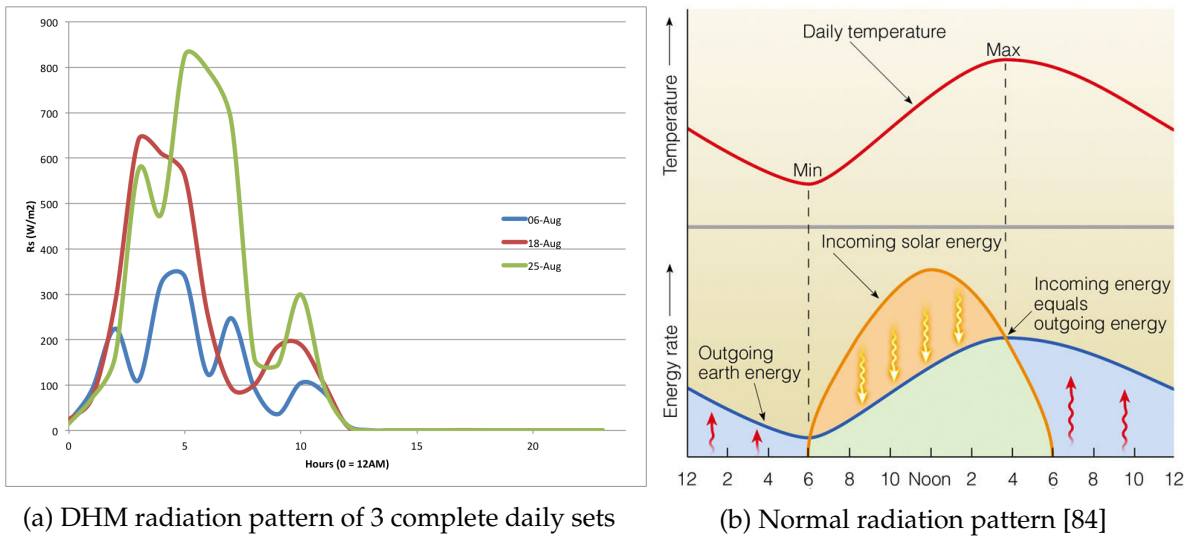 900
800
700
600
500
400
300
200
100
0
Rs (W/m2)
0
5
10
15
20
Hours (0 = 12AM)
06-Aug
18-Aug
25-Aug
(a) DHM radiation pattern of 3 complete daily sets
Temperature
Daily temperature
Max
Min
Energy rate
Incoming solar energy
Incoming energy
equals
outgoing energy
Outgoing
earth energy
12 2 4 6 8 10 Noon 2 4 6 8 10 12
(b) Normal radiation pattern [84]